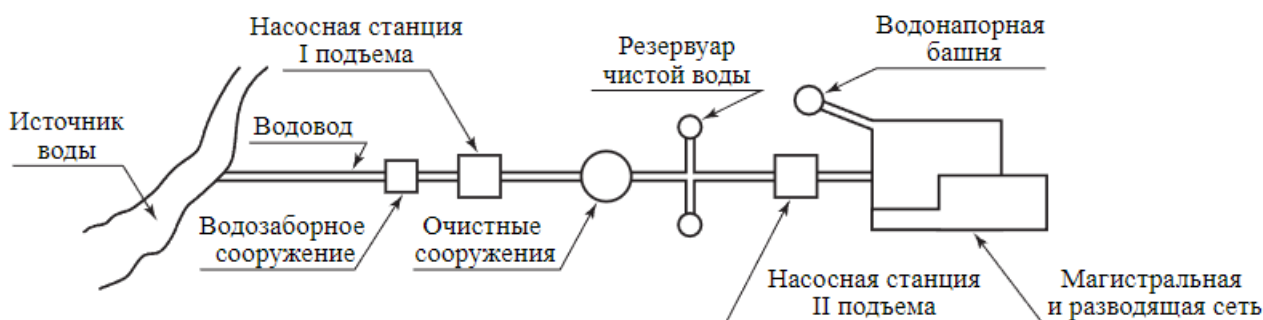 Насосная станция
I подъема
Водонапорная
башня
Резервуар
чистой воды
Источник
воды
Водовод
Водозаборное
сооружение
Очистные
сооружения
Насосная станция
II подъема
Магистральная
и разводящая сеть